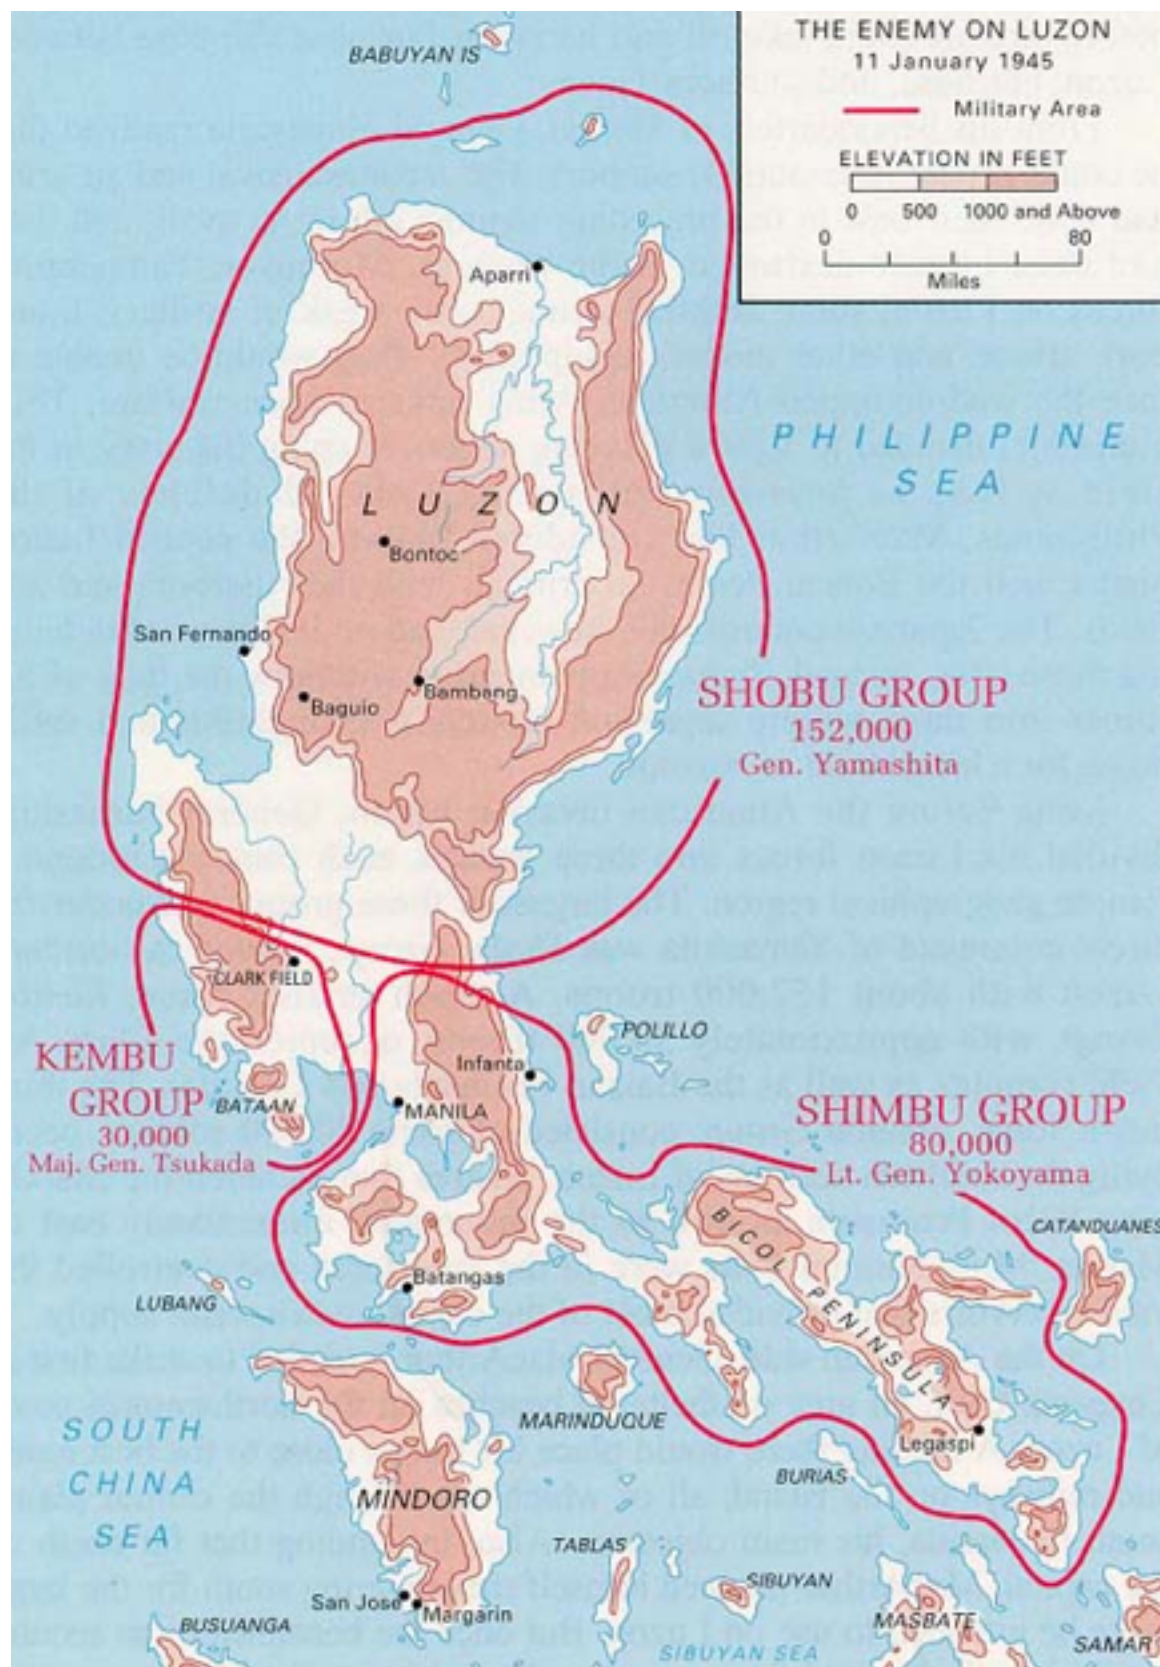 THE ENEMY ON LUZON
11 January 1945
Military Area
ELEVATION IN FEET
0 500 1000 and Above
0 80
Miles
BABUYAN IS
Aparri
PHILIPPINE
SEA
LUZON
Bontoc
San Fernando
Bambang
Baguio
SHOBU GROUP
152,000
Gen. Yamashita
CLARK FIELD
POLILLO
KEMBU
GROUP
30,000
Maj. Gen. Tsukada
Infanta
BATAAN
MANILA
SHIMBU GROUP
80,000
Lt. Gen. Yokoyama
CATANDUANES
BICOL PENINSULA
Batangas
LUBANG
MARINDUQUE
Legaspi
SOUTH
CHINA
SEA
BURIAS
MINDORO
TABLAS
SIBUYAN
San Jose
Margarin
MASBATE
BUSUANGA
SIBUYAN SEA
SAMAR